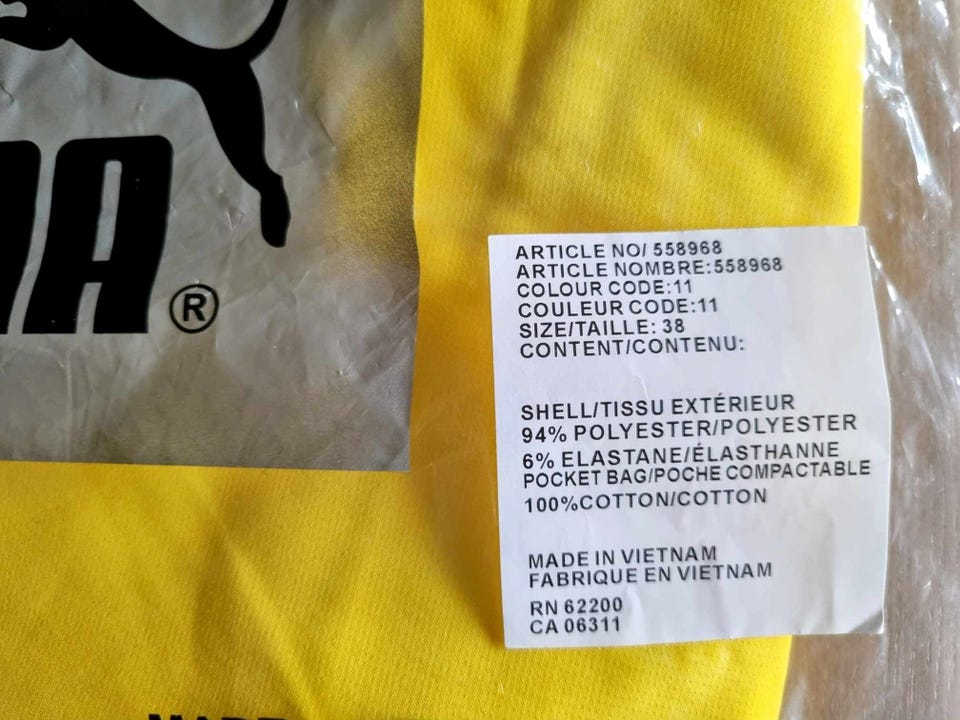 MA
®
ARTICLE NO/ 558968
ARTICLE NOMBRE:558968
COLOUR CODE:11
COULEUR CODE:11
SIZE/TAILLE: 38
CONTENT/CONTENU:
SHELL/TISSU EXTÉRIEUR
94% POLYESTER/POLYESTER
6% ELASTANE/ÉLASTHANNE
POCKET BAG/POCHE COMPACTABLE
100%COTTON/COTTON
MADE IN VIETNAM
FABRIQUE EN VIETNAM
RN 62200
CA 06311